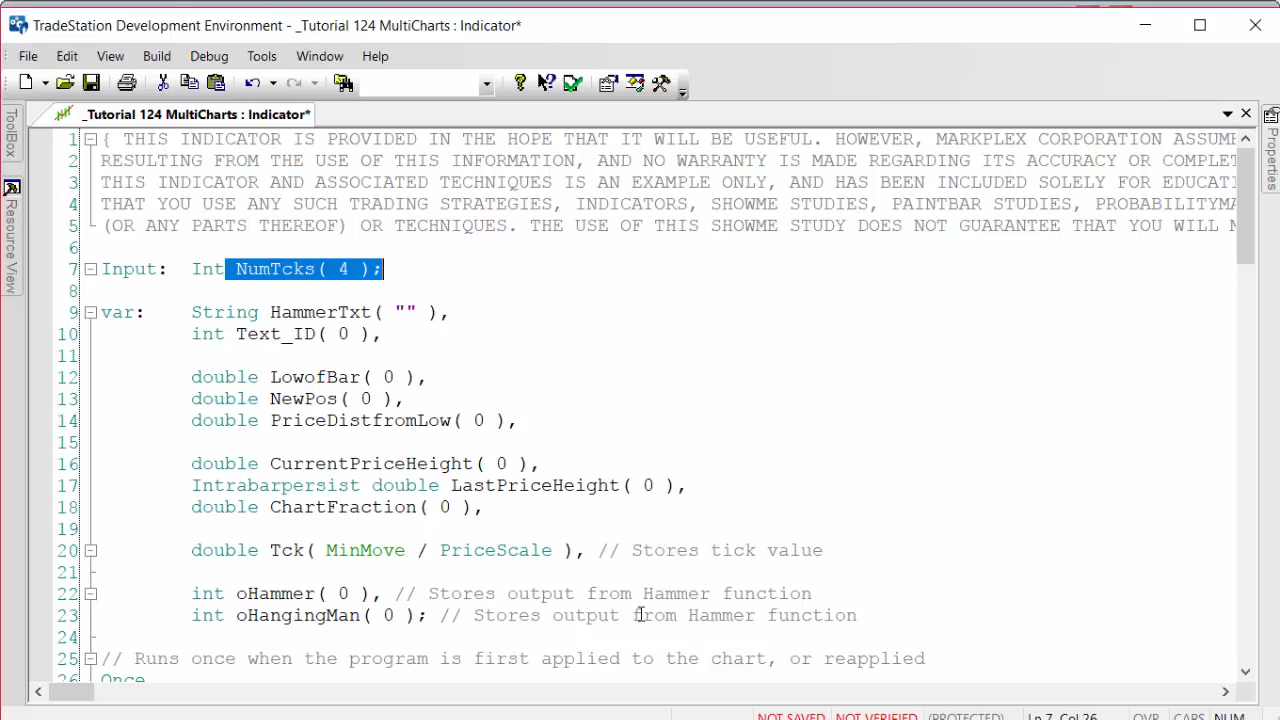 TradeStation Development Environment - _Tutorial 124 MultiCharts : Indicator*
File Edit View Build Debug Tools Window Help
_Tutorial 124 MultiCharts : Indicator*
ToolBox
Resource View
Properties
1 { THIS INDICATOR IS PROVIDED IN THE HOPE THAT IT WILL BE USEFUL. HOWEVER, MARKPLEX CORPORATION ASSUM
2 RESULTING FROM THE USE OF THIS INFORMATION, AND NO WARRANTY IS MADE REGARDING ITS ACCURACY OR COMPLET
3 THIS INDICATOR AND ASSOCIATED TECHNIQUES IS AN EXAMPLE ONLY, AND HAS BEEN INCLUDED SOLELY FOR EDUCATI
4 THAT YOU USE ANY SUCH TRADING STRATEGIES, INDICATORS, SHOWME STUDIES, PAINTBAR STUDIES, PROBABILITYMA
5 (OR ANY PARTS THEREOF) OR TECHNIQUES. THE USE OF THIS SHOWME STUDY DOES NOT GUARANTEE THAT YOU WILL M
6
7 Input: Int NumTcks( 4 );
8
9 var: String HammerTxt( "" ),
10 int Text_ID( 0 ),
11
12 double LowofBar( 0 ),
13 double NewPos( 0 ),
14 double PriceDistfromLow( 0 ),
15
16 double CurrentPriceHeight( 0 ),
17 Intrabarpersist double LastPriceHeight( 0 ),
18 double ChartFraction( 0 ),
19
20 double Tck( MinMove / PriceScale ), // Stores tick value
21
22 int oHammer( 0 ), // Stores output from Hammer function
23 int oHangingMan( 0 ); // Stores output from Hammer function
24
25 // Runs once when the program is first applied to the chart, or reapplied
26 Once
NOT SAVED NOT VERIFIED (PROTECTED) Ln 7, Col 26 OVR CAPS NUM